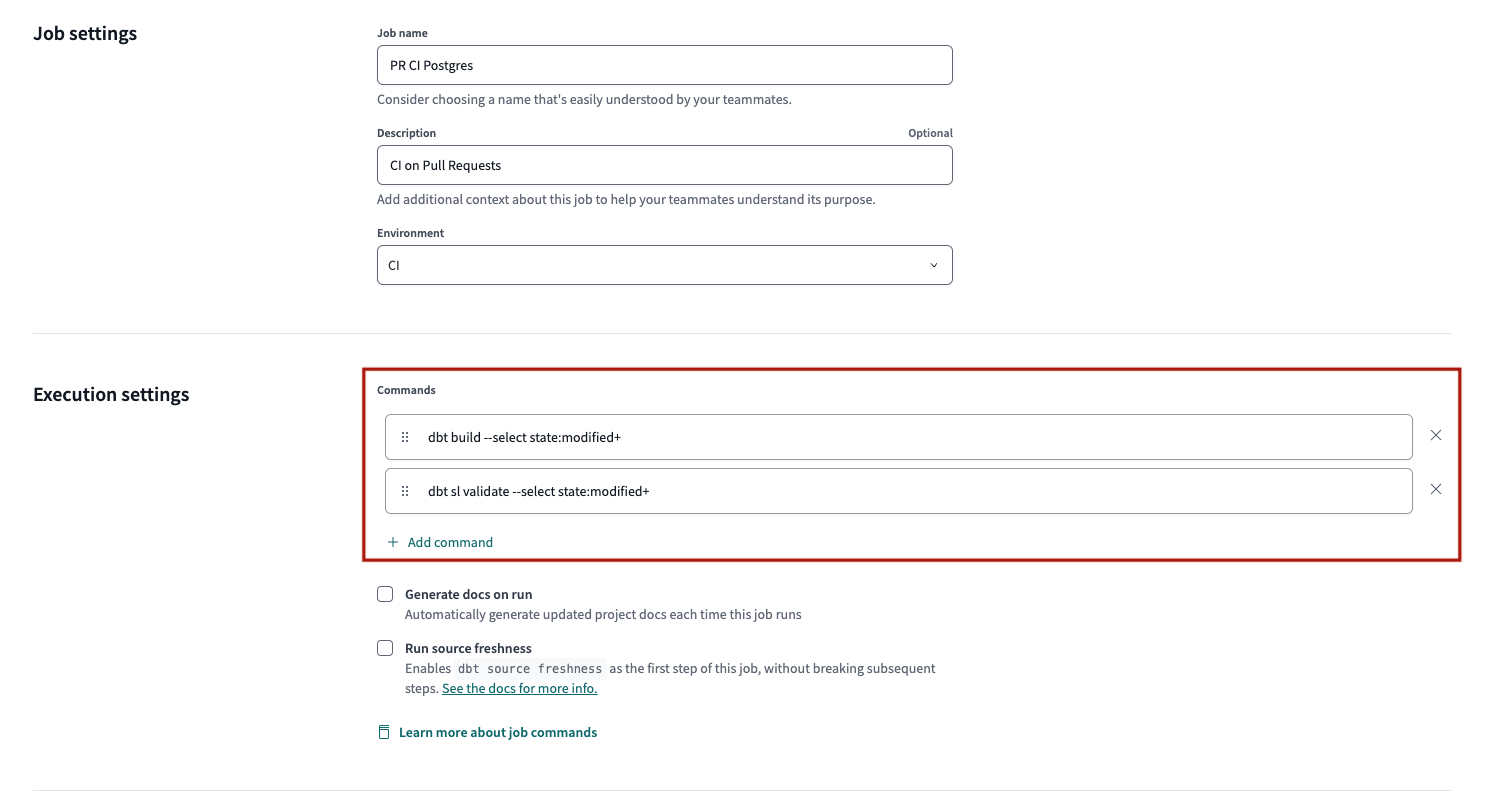 Job settings
Job name
PR CI Postgres
Consider choosing a name that's easily understood by your teammates.
Description
Optional
CI on Pull Requests
Add additional context about this job to help your teammates understand its purpose.
Environment
CI
Execution settings
Commands
dbt build --select state:modified+
dbt sl validate --select state:modified+
+ Add command
Generate docs on run
Automatically generate updated project docs each time this job runs
Run source freshness
Enables dbt source freshness as the first step of this job, without breaking subsequent
steps. See the docs for more info.
Learn more about job commands